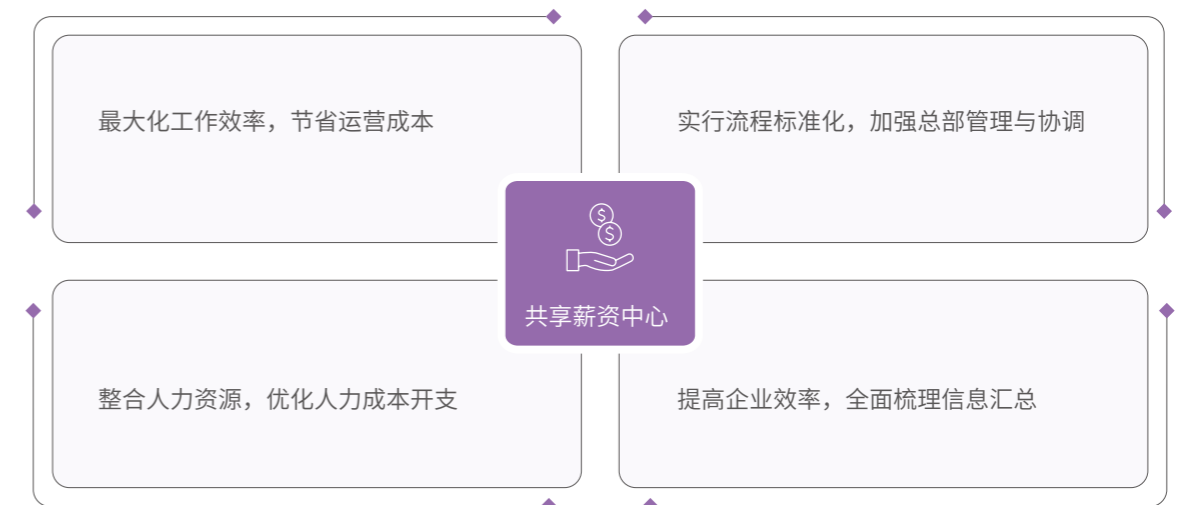 最大化工作效率，节省运营成本
实行流程标准化，加强总部管理与协调
$
$
共享薪资中心
整合人力资源，优化人力成本开支
提高企业效率，全面梳理信息汇总